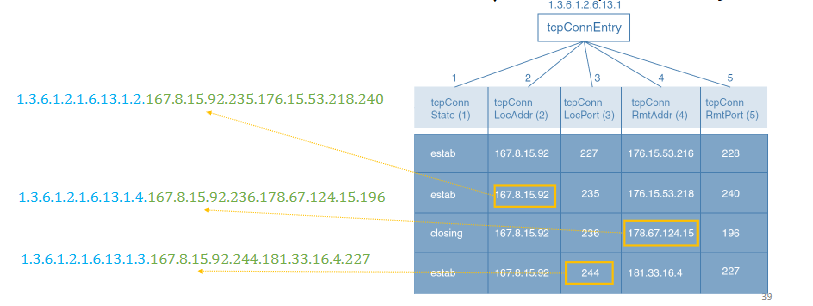 1.3.6.1.2.6.13.1
tcpConnEntry
1 2 3 4 5
tcpConn tcpConn tcpConn tcpConn tcpConn
State (1) LocAddr (2) LocPort (3) RmtAddr (4) RmtPort (5)
1.3.6.1.2.1.6.13.1.2.167.8.15.92.235.176.15.53.218.240
estab 167.8.15.92 227 176.15.53.216 228
estab 167.8.15.92 235 176.15.53.218 240
1.3.6.1.2.1.6.13.1.4.167.8.15.92.236.178.67.124.15.196
closing 167.8.15.92 236 178.67.124.15 196
1.3.6.1.2.1.6.13.1.3.167.8.15.92.244.181.33.16.4.227
estab 167.8.15.92 244 181.33.16.4 227
39